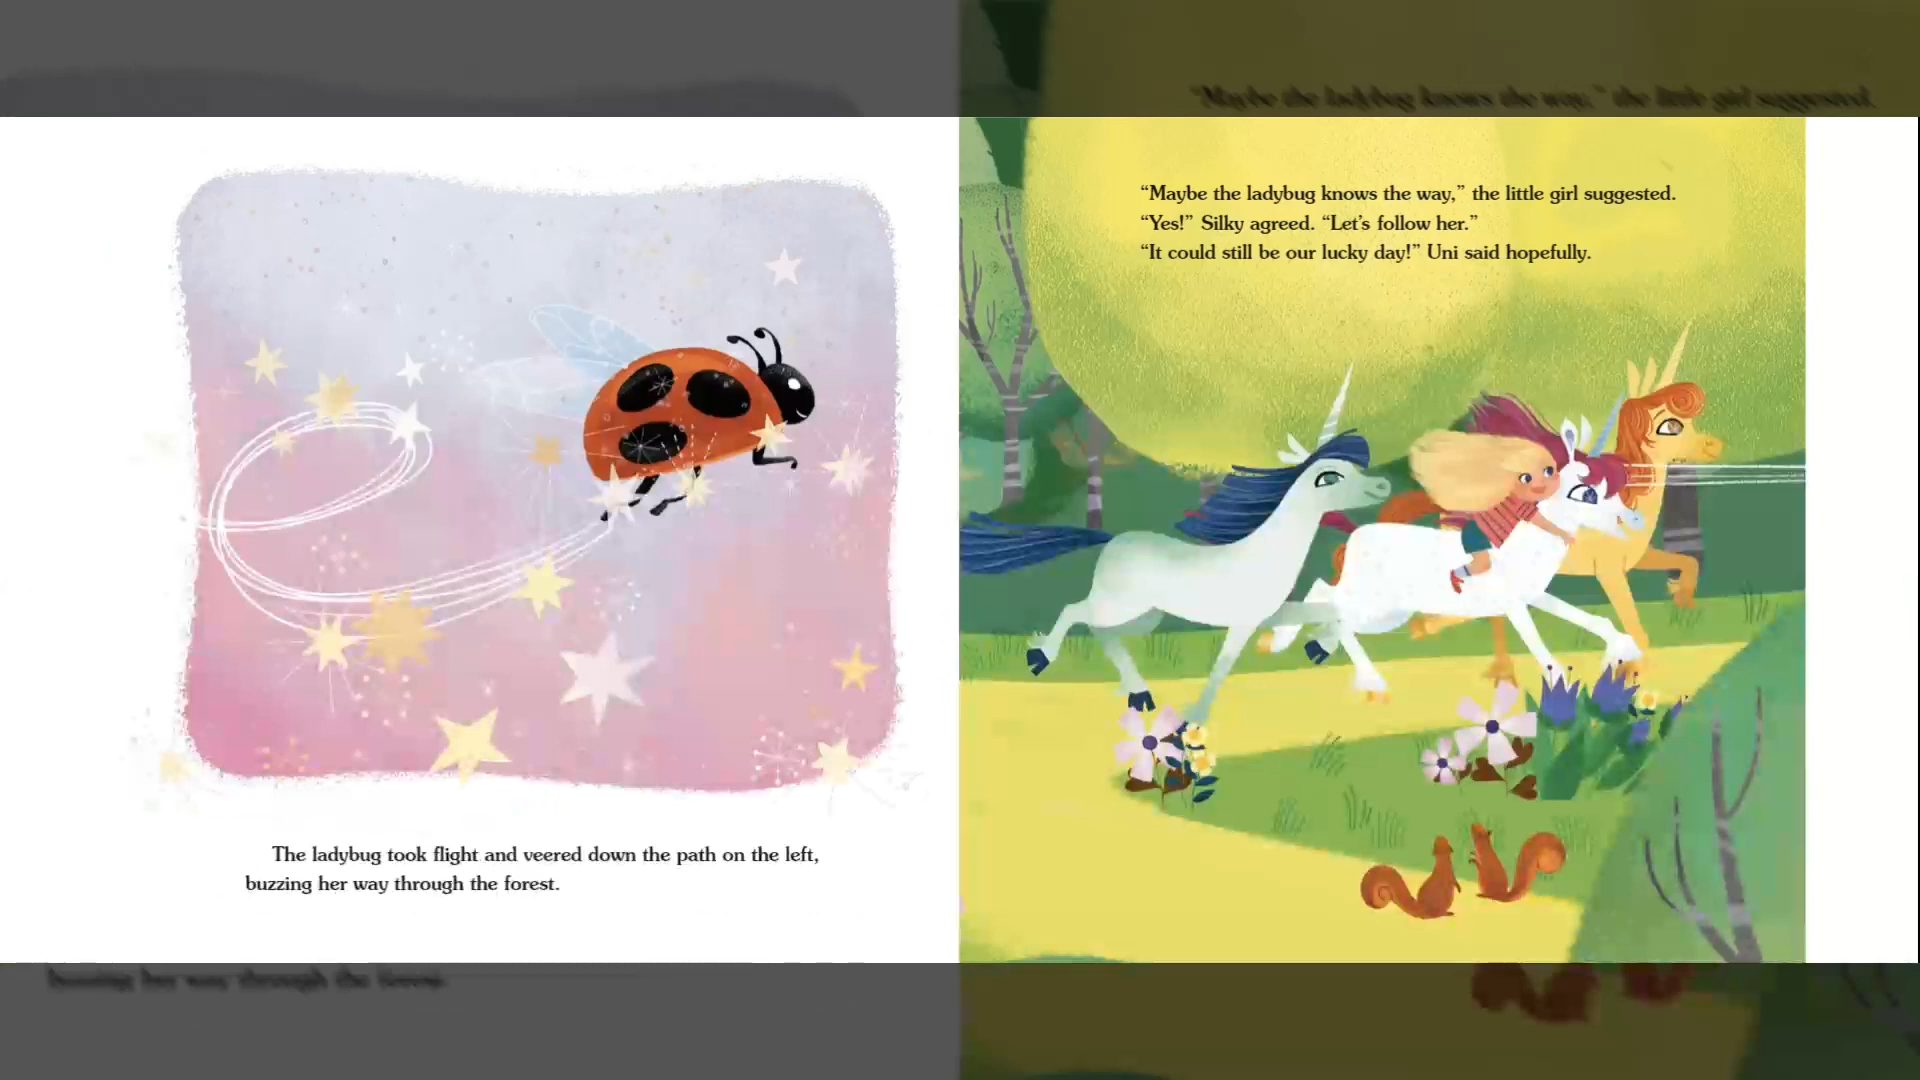 The ladybug took flight and veered down the path on the left,
buzzing her way through the forest.
“Maybe the ladybug knows the way,” the little girl suggested.
“Yes!” Silky agreed. “Let’s follow her.”
“It could still be our lucky day!” Uni said hopefully.